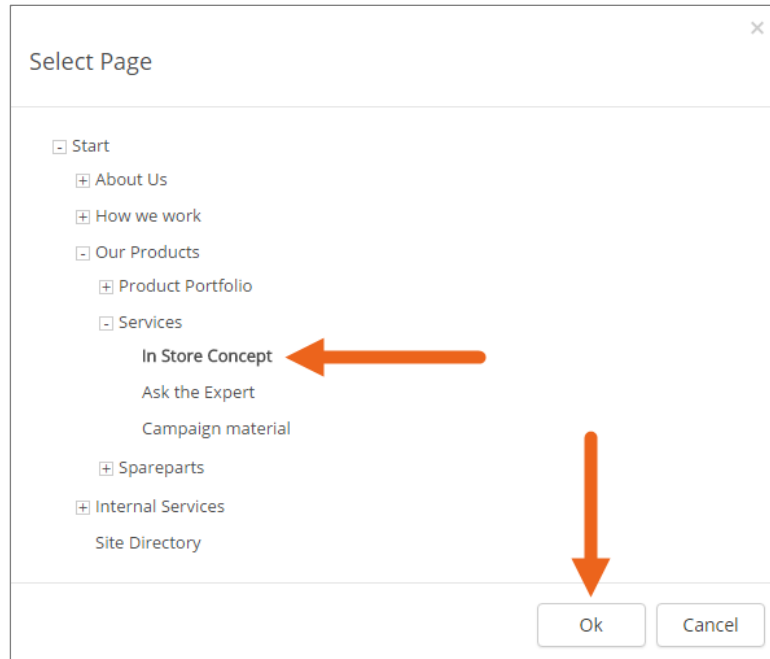 Select Page
Start
About Us
How we work
Our Products
Product Portfolio
Services
In Store Concept
Ask the Expert
Campaign material
Spareparts
Internal Services
Site Directory
Ok Cancel